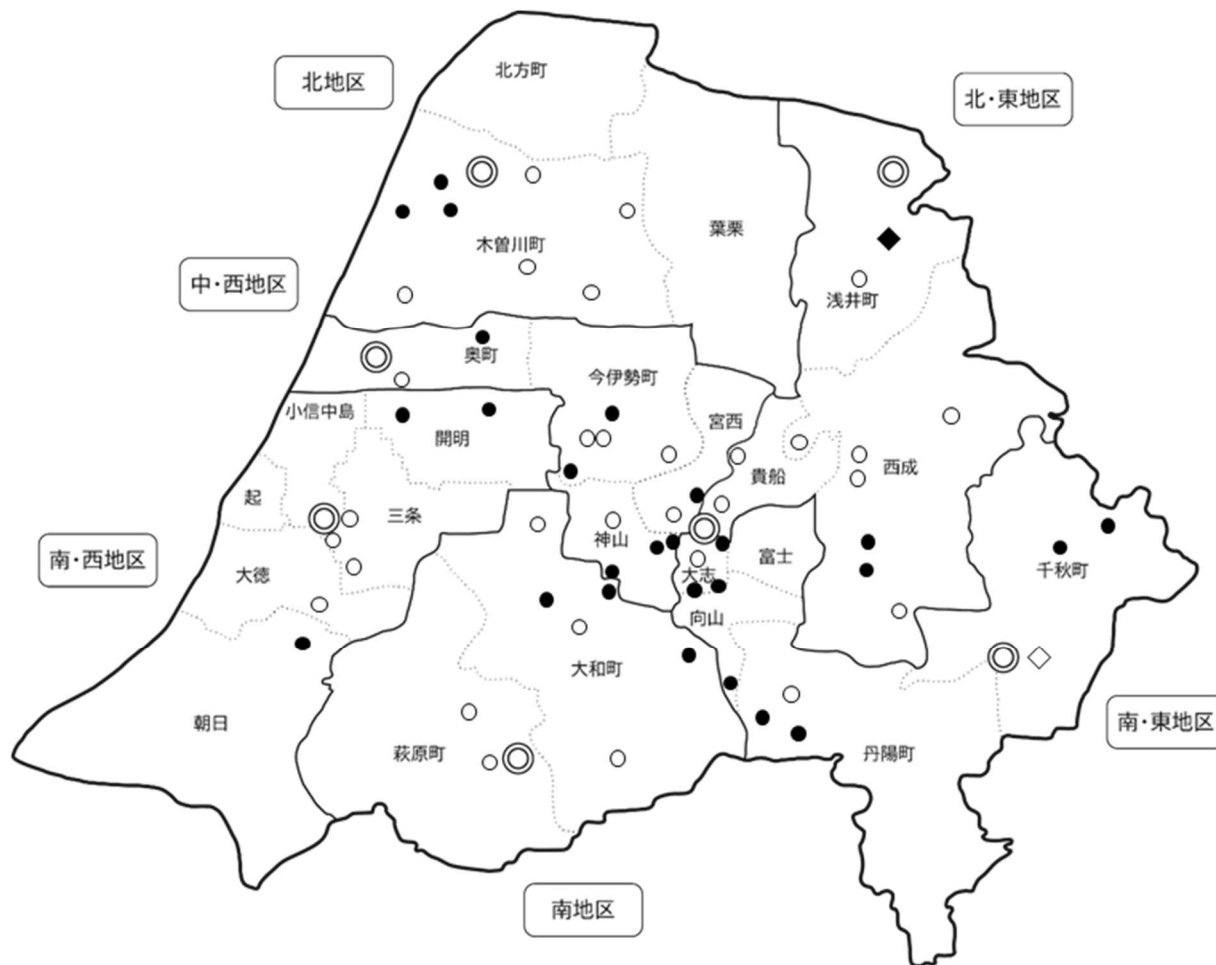 北方町
北地区
北・東地区
葉栗
木曽川町
中・西地区
浅井町
奥町
今伊勢町
小信中島
宮西
開明
貴船
西成
起
三条
神山
富士
南・西地区
大徳
大志
千秋町
向山
大和町
朝日
萩原町
丹陽町
南・東地区
南地区